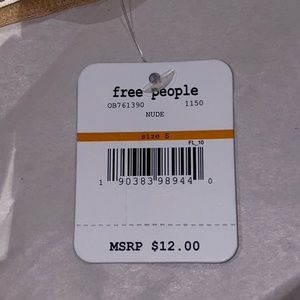 free people
OB761390 1150
NUDE
size S
FL_10
1 90383 98944 0
MSRP $12.00